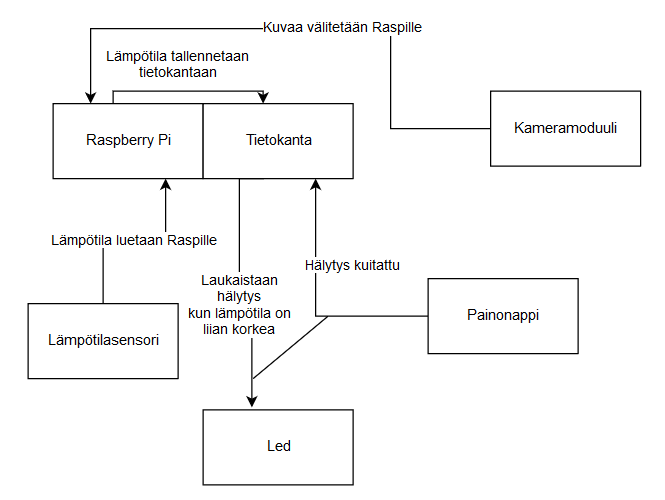 Kuvaa välitetään Raspille
Lämpötila tallennetaan
tietokantaan
Raspberry Pi
Tietokanta
Kameramoduuli
Lämpötila luetaan Raspille
Hälytys kuitattu
Laukaistaan
hälytys
kun lämpötila on
liian korkea
Painonappi
Lämpötilasensori
Led